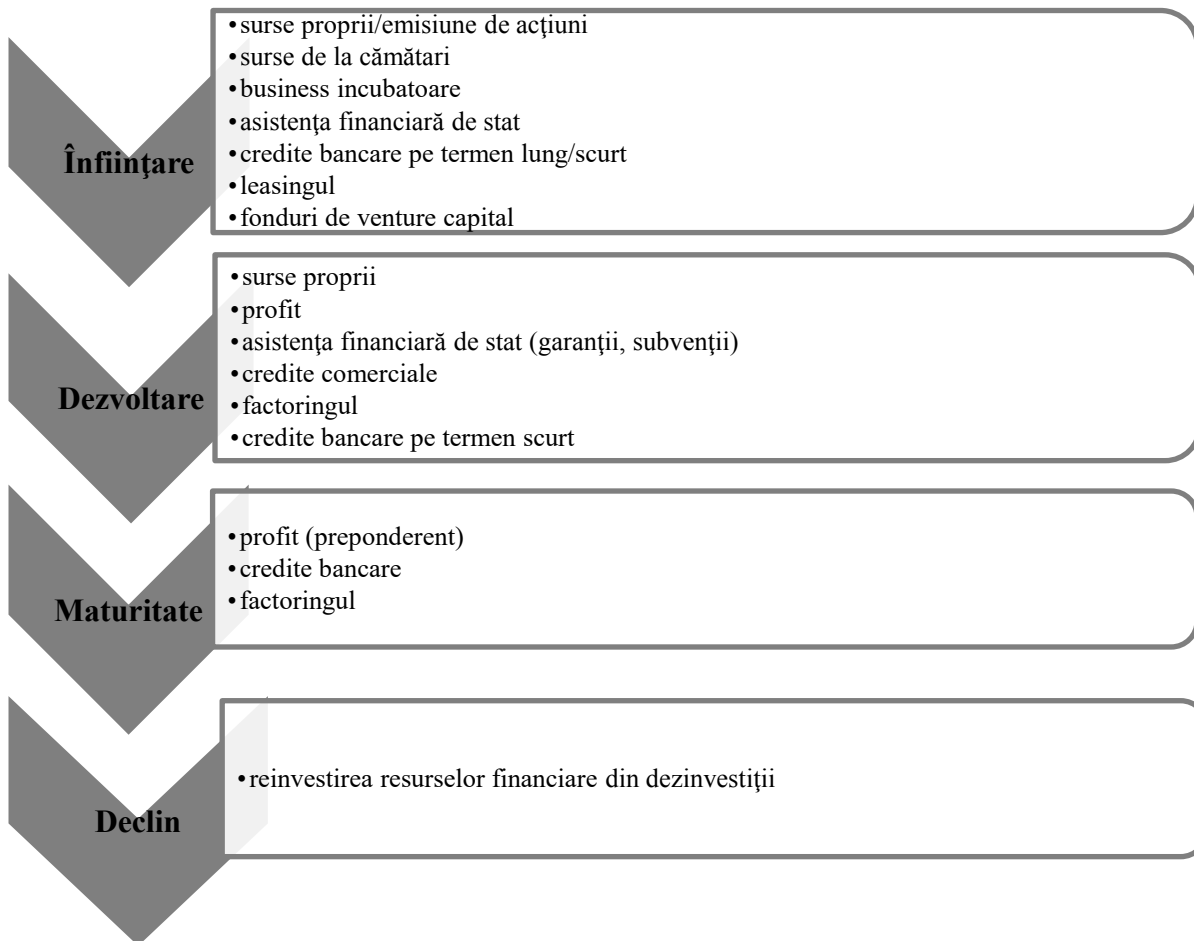 Înfiinţare
•surse proprii/emisiune de acţiuni
•surse de la cămătari
•business incubatoare
•asistenţa financiară de stat
•credite bancare pe termen lung/scurt
•leasingul
•fonduri de venture capital
Dezvoltare
•surse proprii
•profit
•asistenţa financiară de stat (garanţii, subvenţii)
•credite comerciale
•factoringul
•credite bancare pe termen scurt
Maturitate
•profit (preponderent)
•credite bancare
•factoringul
Declin
•reinvestirea resurselor financiare din dezinvestiţii